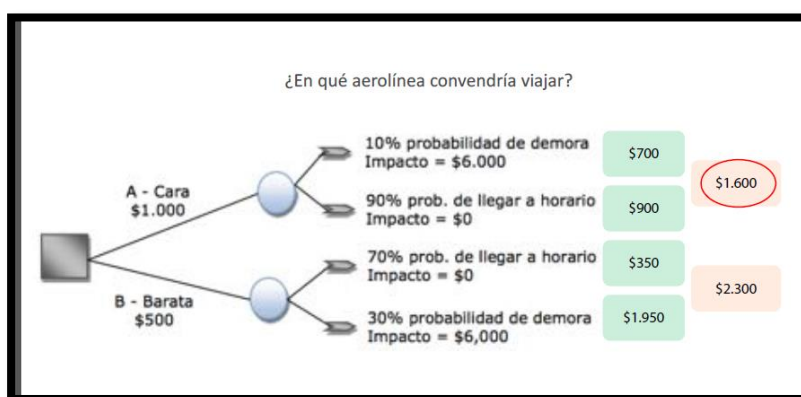 ¿En qué aerolínea convendría viajar?
10% probabilidad de demora
Impacto = $6.000
$700
$1.600
A - Cara
$1.000
90% prob. de llegar a horario
Impacto = $0
$900
70% prob. de llegar a horario
Impacto = $0
$350
$2.300
B - Barata
$500
30% probabilidad de demora
Impacto = $6,000
$1.950